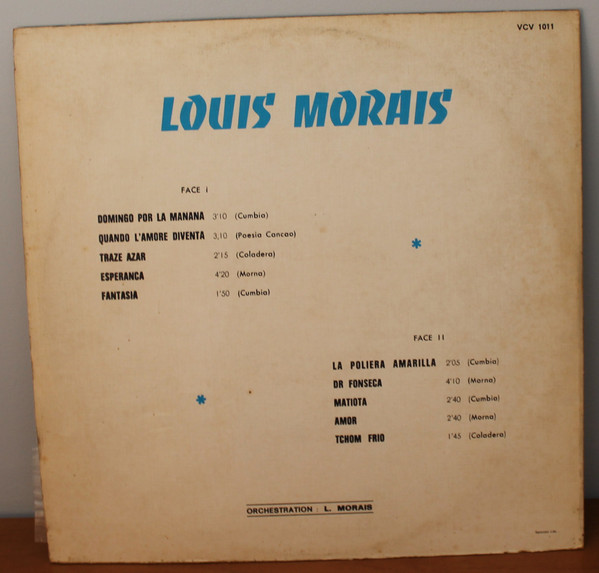 VCV 1011
LOUIS MORAIS
FACE I
DOMINGO POR LA MANANA 3'10 (Cumbia)
QUANDO L'AMORE DIVENTA 3,10 (Poesia Cancao)
TRAZE AZAR 2'15 (Coladera)
ESPERANCA 4'20 (Morna)
FANTASIA 1'50 (Cumbia)
FACE II
LA POLIERA AMARILLA 2'05 (Cumbia)
DR FONSECA 4'10 (Morna)
MATIOTA 2'40 (Cumbia)
AMOR 2'40 (Morna)
TCHOM FRIO 1'45 (Coladera)
ORCHESTRATION : L. MORAIS